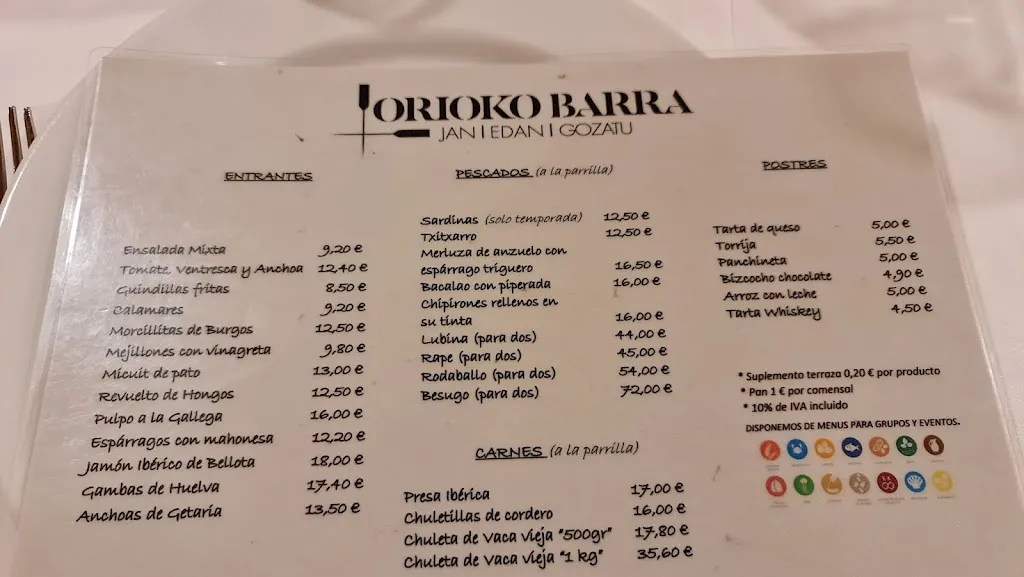 ORIOKO BARRA
JAN | EDAN | GOZATU
ENTRANTES
Ensalada Mixta 9,20 €
Tomate, Ventresca y Anchoa 12,40 €
Guindillas fritas 8,50 €
Calamares 9,20 €
Morcillitas de Burgos 12,50 €
Mejillones con vinagreta 9,80 €
Micuit de pato 13,00 €
Revuelto de Hongos 12,50 €
Pulpo a la Gallega 16,00 €
Espárragos con mahonesa 12,20 €
Jamón Ibérico de Bellota 18,00 €
Gambas de Huelva 17,40 €
Anchoas de Getaria 13,50 €
PESCADOS (a la parrilla)
Sardinas (solo temporada) 12,50 €
Txitxarro 12,50 €
Merluza de anzuelo con
espárrago triguero 16,50 €
Bacalao con piperada 16,00 €
Chipirones rellenos en
su tinta 16,00 €
Lubina (para dos) 44,00 €
Rape (para dos) 45,00 €
Rodaballo (para dos) 54,00 €
Besugo (para dos) 72,00 €
CARNES (a la parrilla)
Presa Ibérica 17,00 €
Chuletillas de cordero 16,00 €
Chuleta de Vaca Vieja "500gr" 17,80 €
Chuleta de Vaca Vieja "1 kg" 35,60 €
POSTRES
Tarta de queso 5,00 €
Torrija 5,50 €
Panchineta 5,00 €
Bizcocho chocolate 4,90 €
Arroz con leche 5,00 €
Tarta Whiskey 4,50 €
* Suplemento terraza 0,20 € por producto
* Pan 1 € por comensal
* 10% de IVA incluido
DISPONEMOS DE MENUS PARA GRUPOS Y EVENTOS.